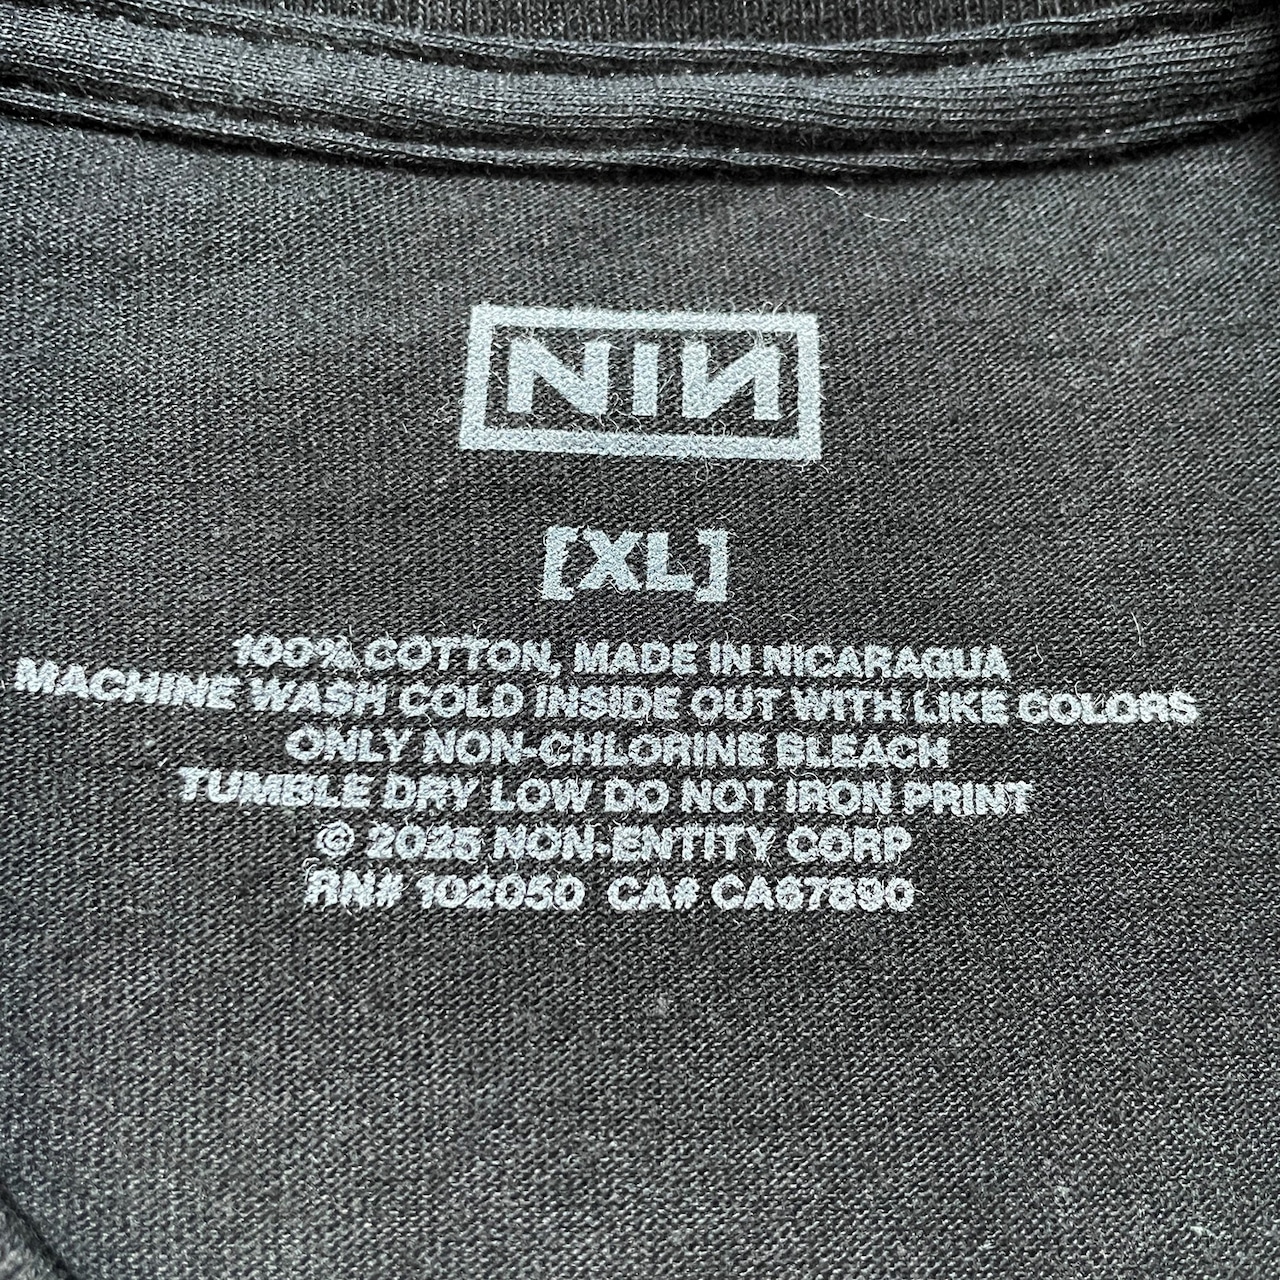 NIИ
[XL]
100% COTTON, MADE IN NICARAGUA
MACHINE WASH COLD INSIDE OUT WITH LIKE COLORS
ONLY NON-CHLORINE BLEACH
TUMBLE DRY LOW DO NOT IRON PRINT
© 2025 NON-ENTITY CORP
RN# 102050 CA# CA67890